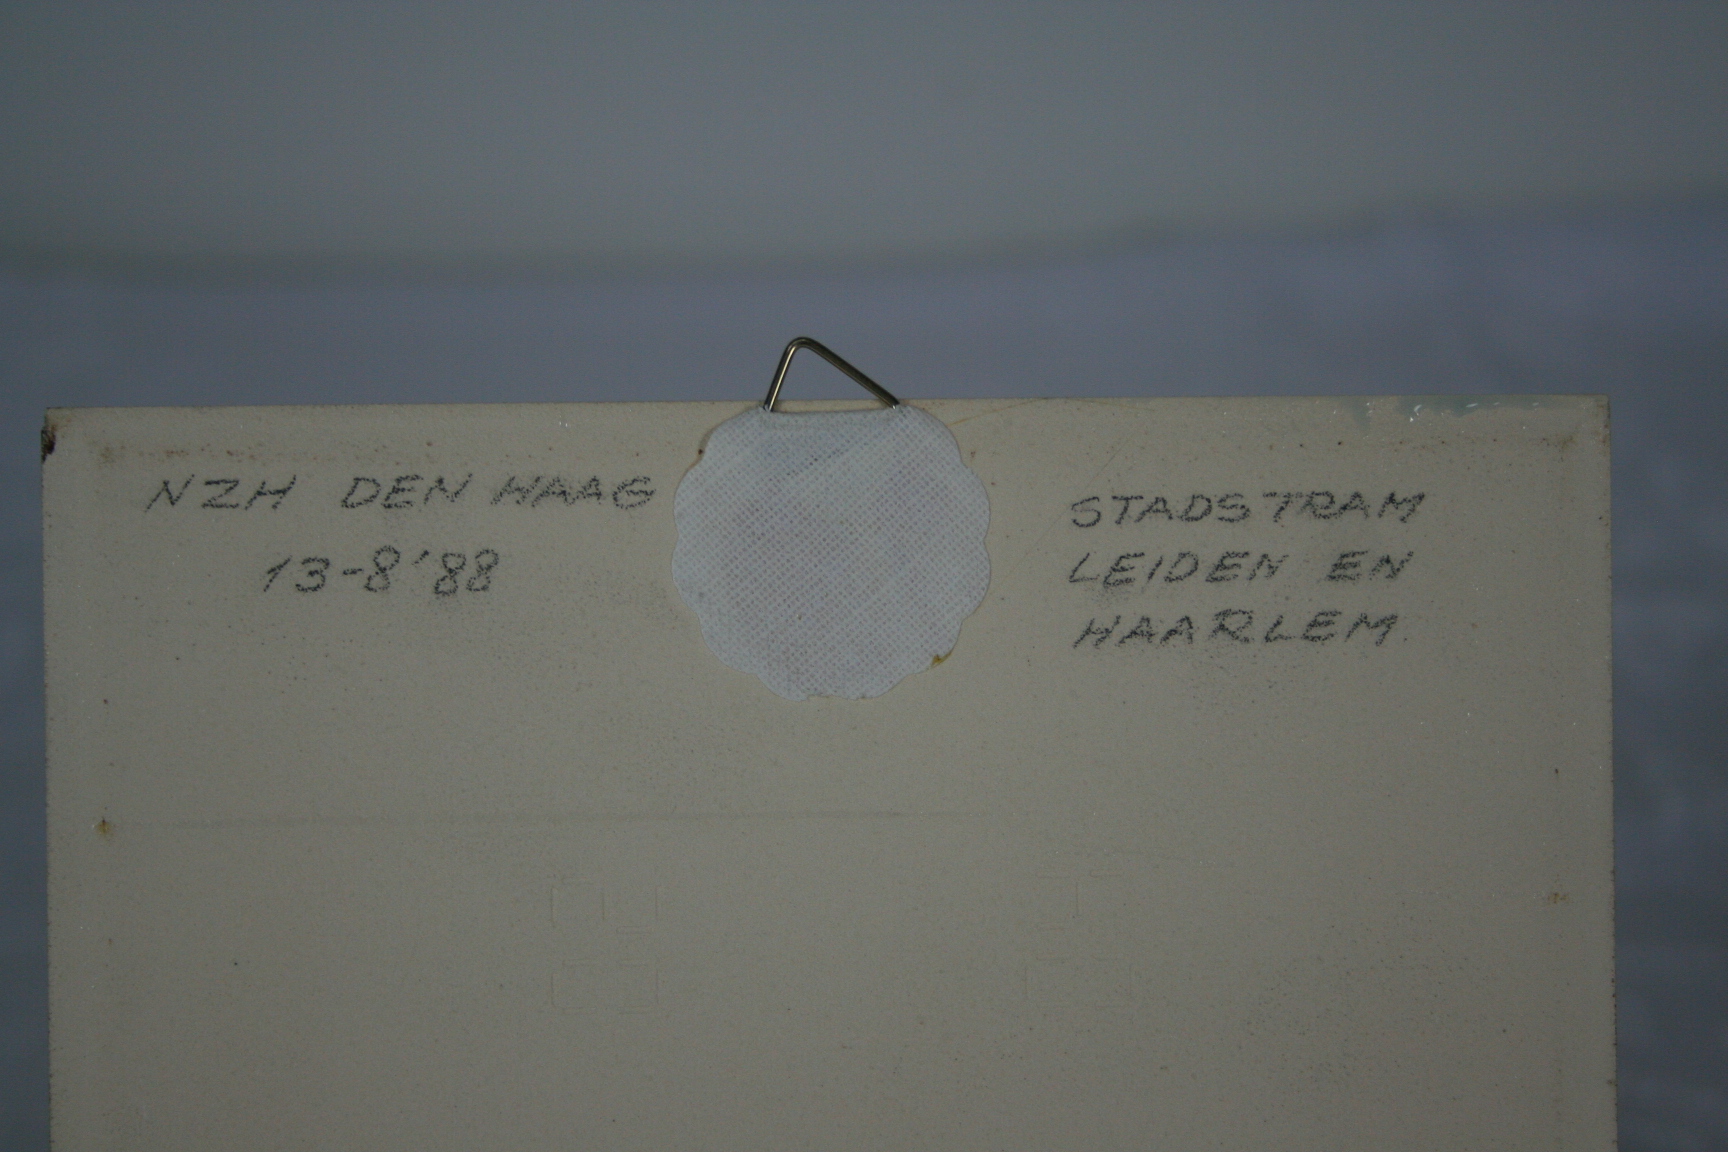 NZH DEN HAAG
13-8'88
STADSTRAM
LEIDEN EN
HAARLEM.